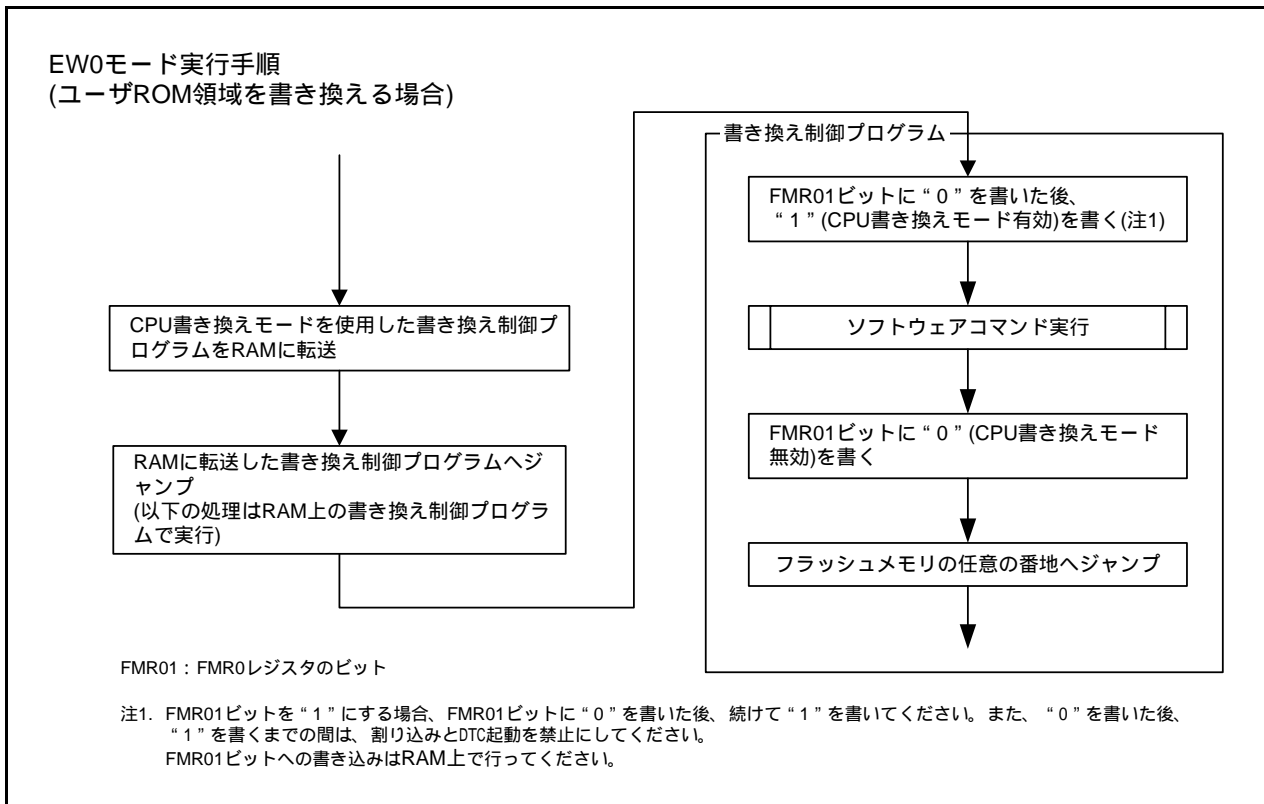 EW0モード実行手順
(ユーザROM領域を書き換える場合)
CPU書き換えモードを使用した書き換え制御プ
ログラムをRAMに転送
RAMに転送した書き換え制御プログラムへジ
ャンプ
(以下の処理はRAM上の書き換え制御プログラ
ムで実行)
書き換え制御プログラム
FMR01ビットに“0”を書いた後、
“1”(CPU書き換えモード有効)を書く(注1)
ソフトウェアコマンド実行
FMR01ビットに“0”(CPU書き換えモード
無効)を書く
フラッシュメモリの任意の番地へジャンプ
FMR01：FMR0レジスタのビット
注1. FMR01ビットを“1”にする場合、FMR01ビットに“0”を書いた後、続けて“1”を書いてください。また、“0”を書いた後、
“1”を書くまでの間は、割り込みとDTC起動を禁止にしてください。
FMR01ビットへの書き込みはRAM上で行ってください。